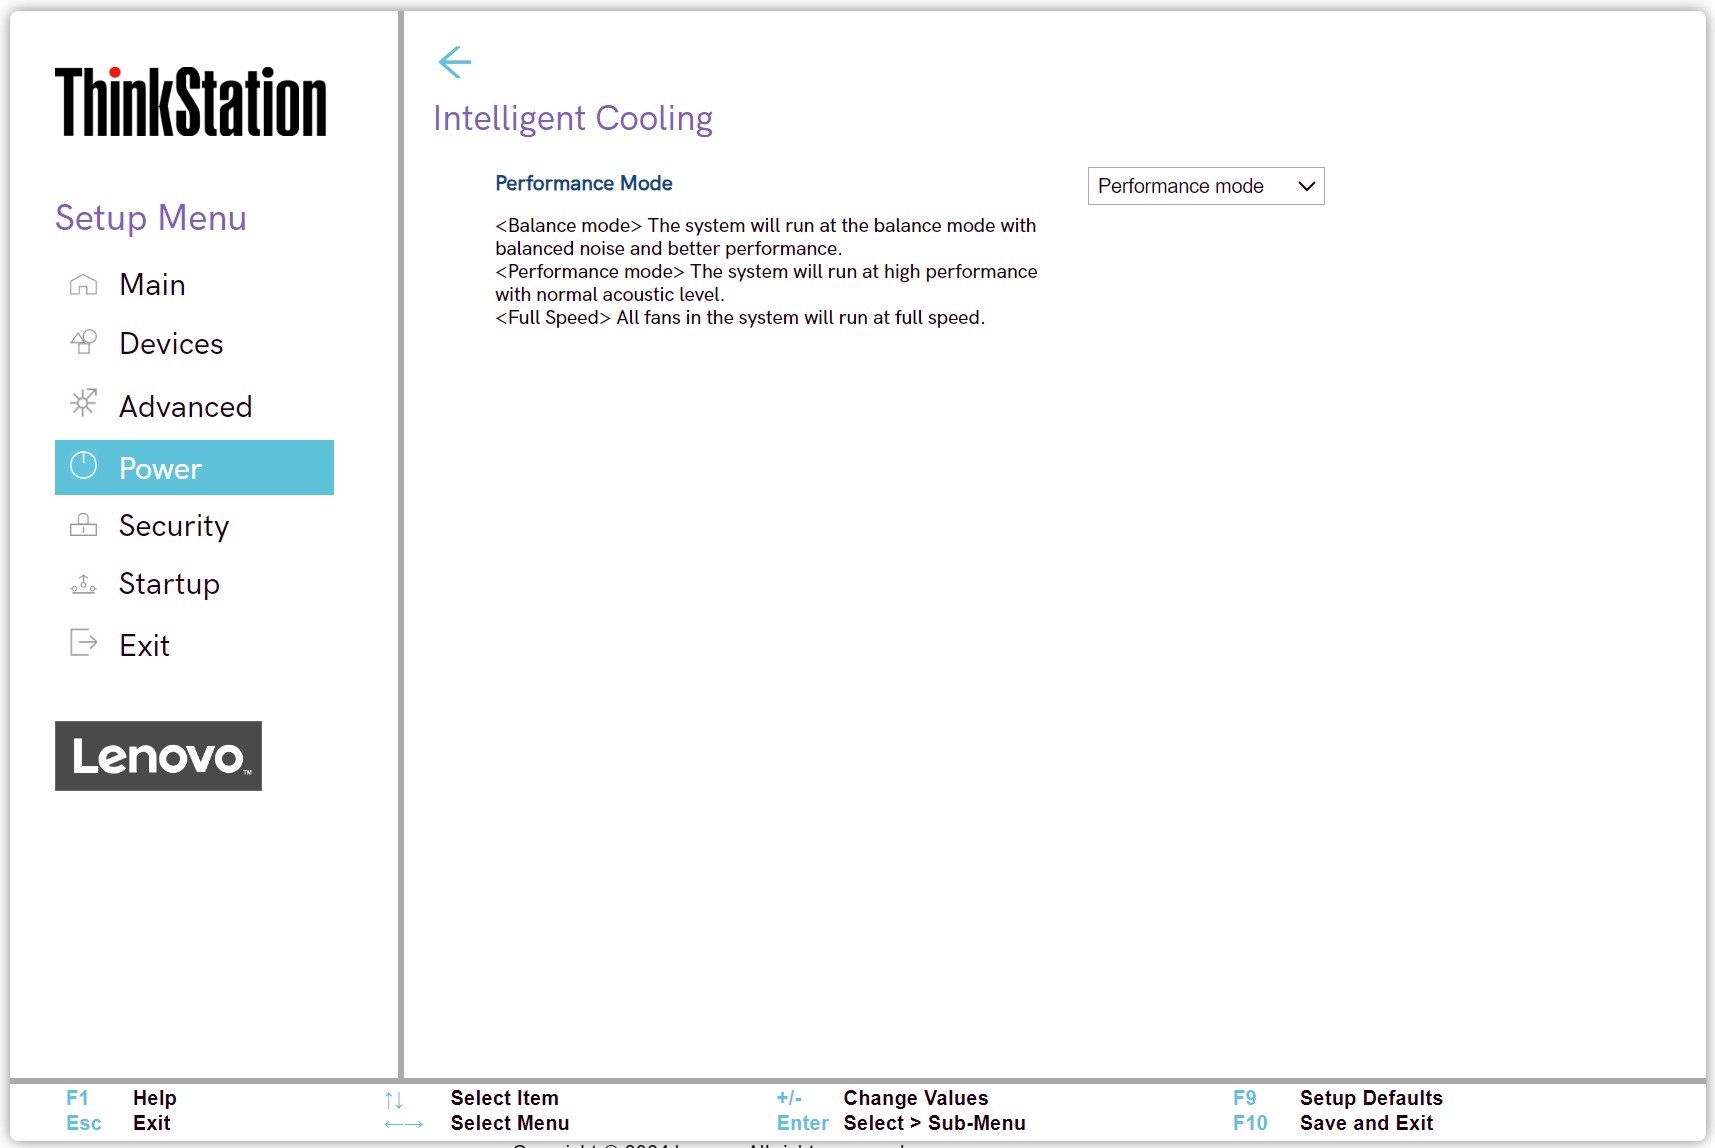 ThinkStation
Setup Menu
Main
Devices
Advanced
Power
Security
Startup
Exit
Lenovo™
Intelligent Cooling
Performance Mode
Performance mode
<Balance mode> The system will run at the balance mode with
balanced noise and better performance.
<Performance mode> The system will run at high performance
with normal acoustic level.
<Full Speed> All fans in the system will run at full speed.
F1 Help
↑↓ Select Item
+/- Change Values
F9 Setup Defaults
Esc Exit
←→ Select Menu
Enter Select > Sub-Menu
F10 Save and Exit